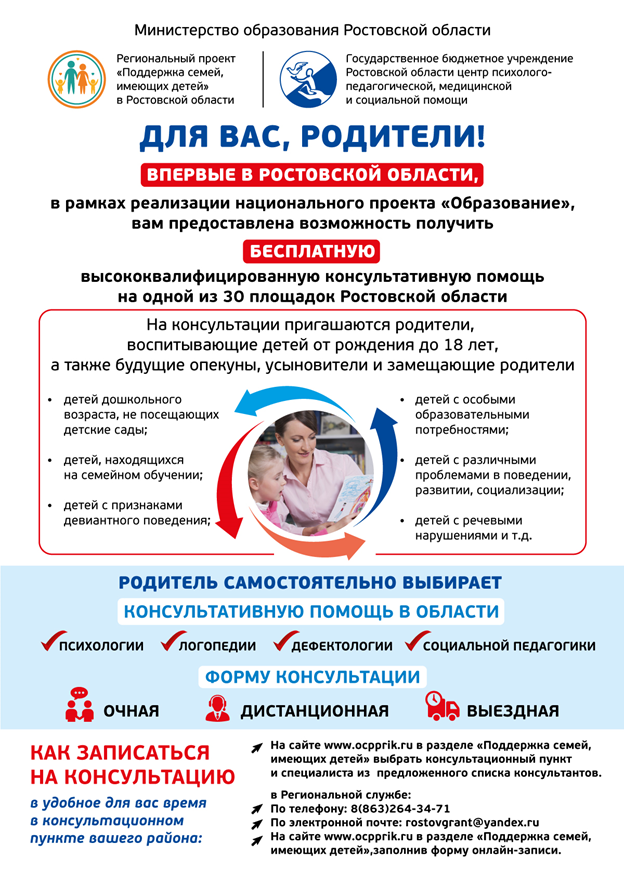 Министерство образования Ростовской области
Региональный проект
«Поддержка семей,
имеющих детей»
в Ростовской области
Государственное бюджетное учреждение
Ростовской области центр психолого-
педагогической, медицинской
и социальной помощи
ДЛЯ ВАС, РОДИТЕЛИ!
ВПЕРВЫЕ В РОСТОВСКОЙ ОБЛАСТИ,
в рамках реализации национального проекта «Образование»,
вам предоставлена возможность получить
БЕСПЛАТНУЮ
высококвалифицированную консультативную помощь
на одной из 30 площадок Ростовской области
На консультации пригашаются родители,
воспитывающие детей от рождения до 18 лет,
а также будущие опекуны, усыновители и замещающие родители
• детей дошкольного
возраста, не посещающих
детские сады;
• детей, находящихся
на семейном обучении;
• детей с признаками
девиантного поведения;
• детей с особыми
образовательными
потребностями;
• детей с различными
проблемами в поведении,
развитии, социализации;
• детей с речевыми
нарушениями и т.д.
РОДИТЕЛЬ САМОСТОЯТЕЛЬНО ВЫБИРАЕТ
КОНСУЛЬТАТИВНУЮ ПОМОЩЬ В ОБЛАСТИ
ПСИХОЛОГИИ ЛОГОПЕДИИ ДЕФЕКТОЛОГИИ СОЦИАЛЬНОЙ ПЕДАГОГИКИ
ФОРМУ КОНСУЛЬТАЦИИ
ОЧНАЯ ДИСТАНЦИОННАЯ ВЫЕЗДНАЯ
КАК ЗАПИСАТЬСЯ
НА КОНСУЛЬТАЦИЮ
в удобное для вас время
в консультационном
пункте вашего района:
На сайте www.ocpprik.ru в разделе «Поддержка семей,
имеющих детей» выбрать консультационный пункт
и специалиста из предложенного списка консультантов.
в Региональной службе:
По телефону: 8(863)264-34-71
По электронной почте: rostovgrant@yandex.ru
На сайте www.ocpprik.ru в разделе «Поддержка семей,
имеющих детей»,заполнив форму онлайн-записи.